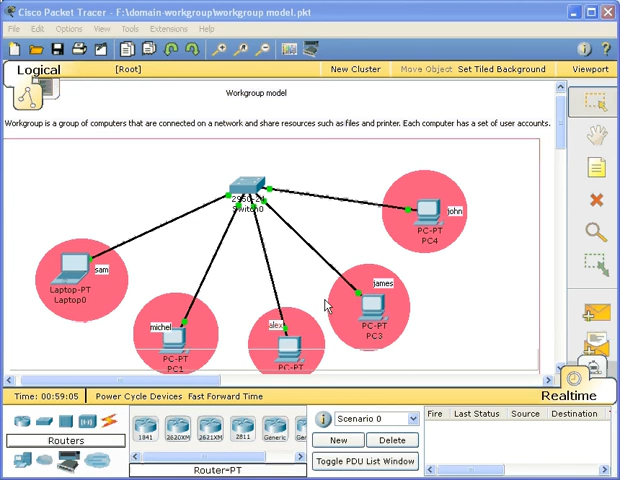 Cisco Packet Tracer - F:\domain-workgroup\workgroup model.pkt
File Edit Options View Tools Extensions Help
Logical [Root] New Cluster Move Object Set Tiled Background Viewport
Workgroup model
Workgroup is a group of computers that are connected on a network and share resources such as files and printer. Each computer has a set of user accounts.
2950-24
Switch0
john
PC-PT
PC4
sam
Laptop-PT
Laptop0
james
PC-PT
PC3
michel
PC-PT
PC1
alex
PC-PT
Time: 00:59:05 Power Cycle Devices Fast Forward Time Realtime
Routers
1841 2620XM 2621XM 2811 Generic Generic
Router-PT
Scenario 0
New Delete
Toggle PDU List Window
Fire Last Status Source Destination